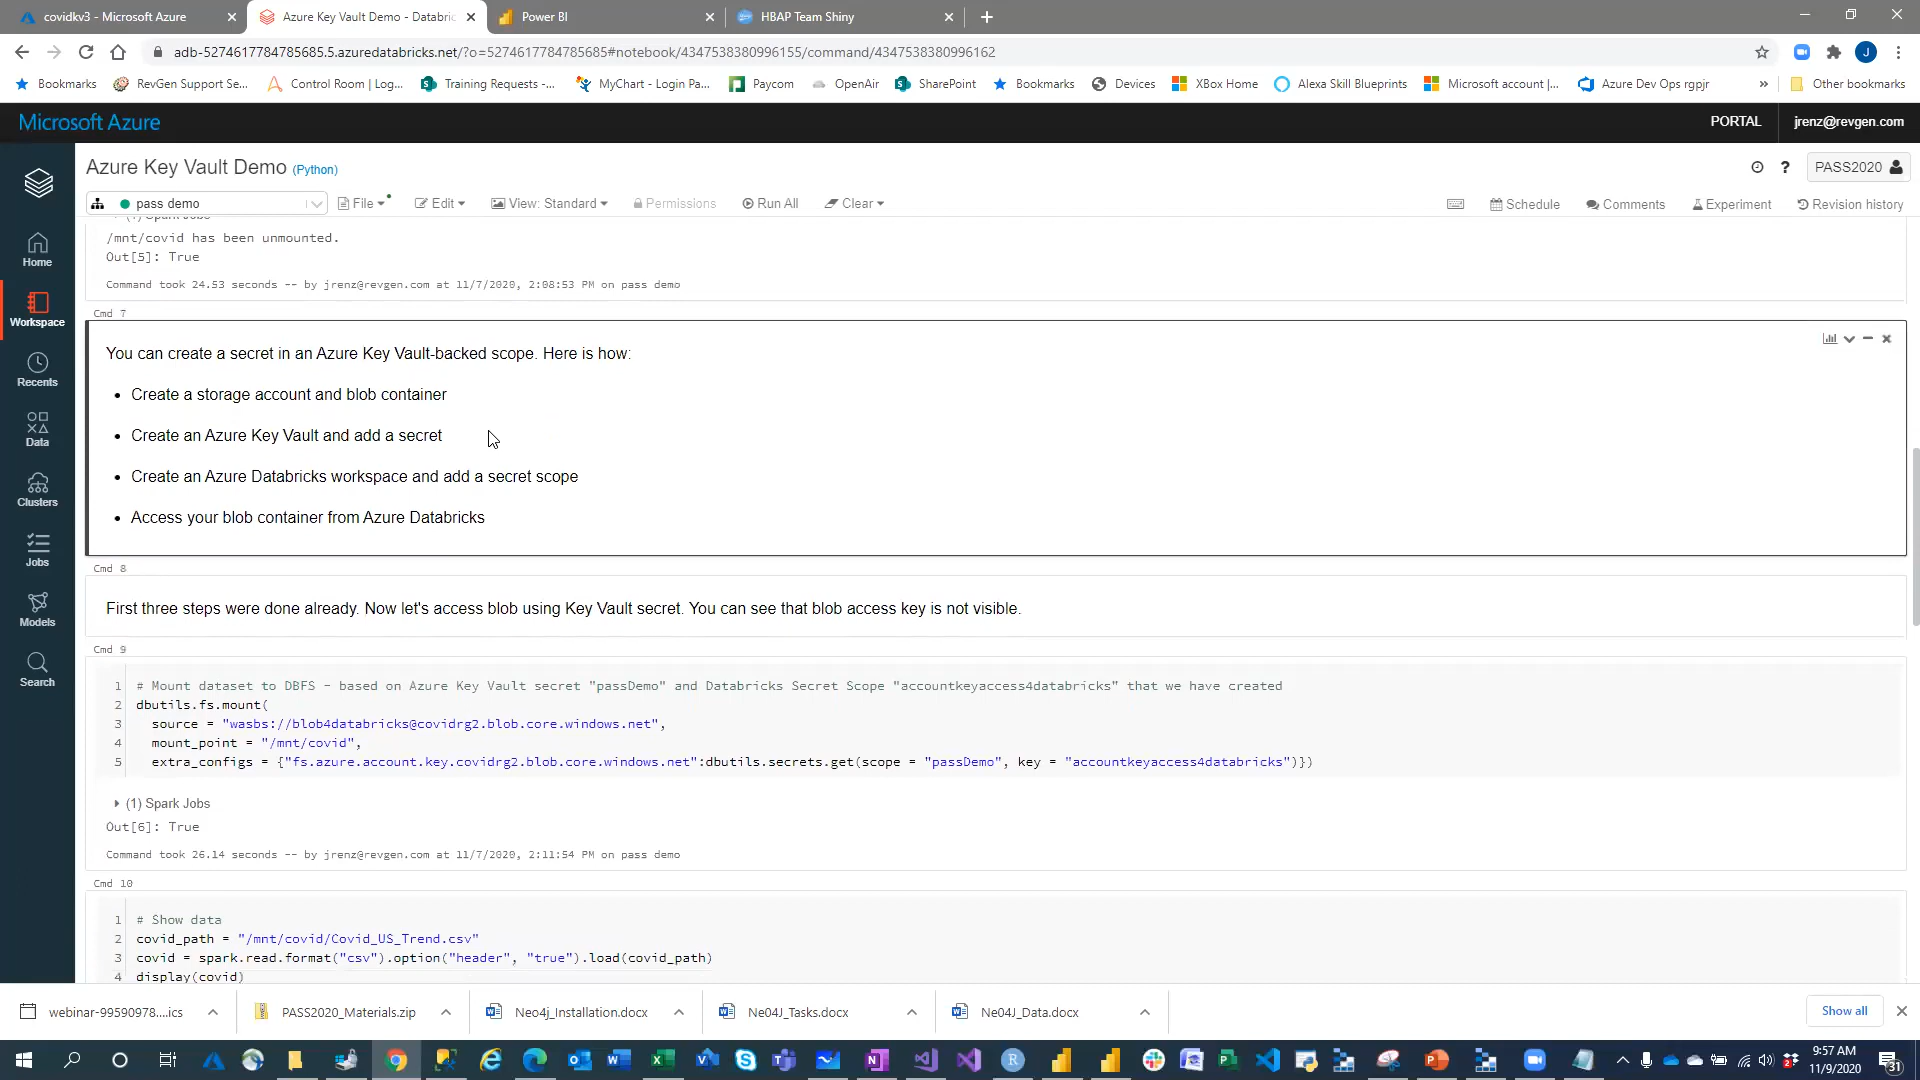 covidkv3 - Microsoft Azure
Azure Key Vault Demo - Databric
Power BI
HBAP Team Shiny
adb-5274617784785685.5.azuredatabricks.net/?o=5274617784785685#notebook/4347538380996155/command/4347538380996162
J
Bookmarks
RevGen Support Se...
Control Room | Log...
Training Requests -...
MyChart - Login Pa...
Paycom
OpenAir
SharePoint
Bookmarks
Devices
XBox Home
Alexa Skill Blueprints
Microsoft account |...
Azure Dev Ops rgpjr
»
Other bookmarks
Microsoft Azure
PORTAL
jrenz@revgen.com
Azure Key Vault Demo (Python)
? PASS2020
pass demo
File
Edit
View: Standard
Permissions
Run All
Clear
Schedule
Comments
Experiment
Revision history
Home
Workspace
Recents
Data
Clusters
Jobs
Models
Search
(1) Spark Jobs
/mnt/covid has been unmounted.
Out[5]: True
Command took 24.53 seconds -- by jrenz@revgen.com at 11/7/2020, 2:08:53 PM on pass demo
Cmd 7
You can create a secret in an Azure Key Vault-backed scope. Here is how:
• Create a storage account and blob container
• Create an Azure Key Vault and add a secret
• Create an Azure Databricks workspace and add a secret scope
• Access your blob container from Azure Databricks
Cmd 8
First three steps were done already. Now let's access blob using Key Vault secret. You can see that blob access key is not visible.
Cmd 9
1 # Mount dataset to DBFS - based on Azure Key Vault secret "passDemo" and Databricks Secret Scope "accountkeyaccess4databricks" that we have created
2 dbutils.fs.mount(
3 source = "wasbs://blob4databricks@covidrg2.blob.core.windows.net",
4 mount_point = "/mnt/covid",
5 extra_configs = {"fs.azure.account.key.covidrg2.blob.core.windows.net":dbutils.secrets.get(scope = "passDemo", key = "accountkeyaccess4databricks")})
(1) Spark Jobs
Out[6]: True
Command took 26.14 seconds -- by jrenz@revgen.com at 11/7/2020, 2:11:54 PM on pass demo
Cmd 10
1 # Show data
2 covid_path = "/mnt/covid/Covid_US_Trend.csv"
3 covid = spark.read.format("csv").option("header", "true").load(covid_path)
4 display(covid)
webinar-99590978....ics
PASS2020_Materials.zip
Neo4j_Installation.docx
Ne04J_Tasks.docx
Ne04J_Data.docx
Show all
9:57 AM
11/9/2020
31